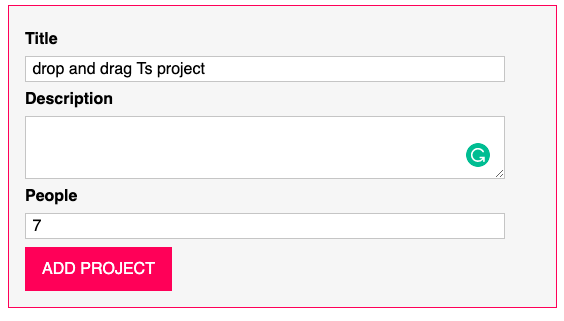 Title
drop and drag Ts project
Description
People
7
ADD PROJECT